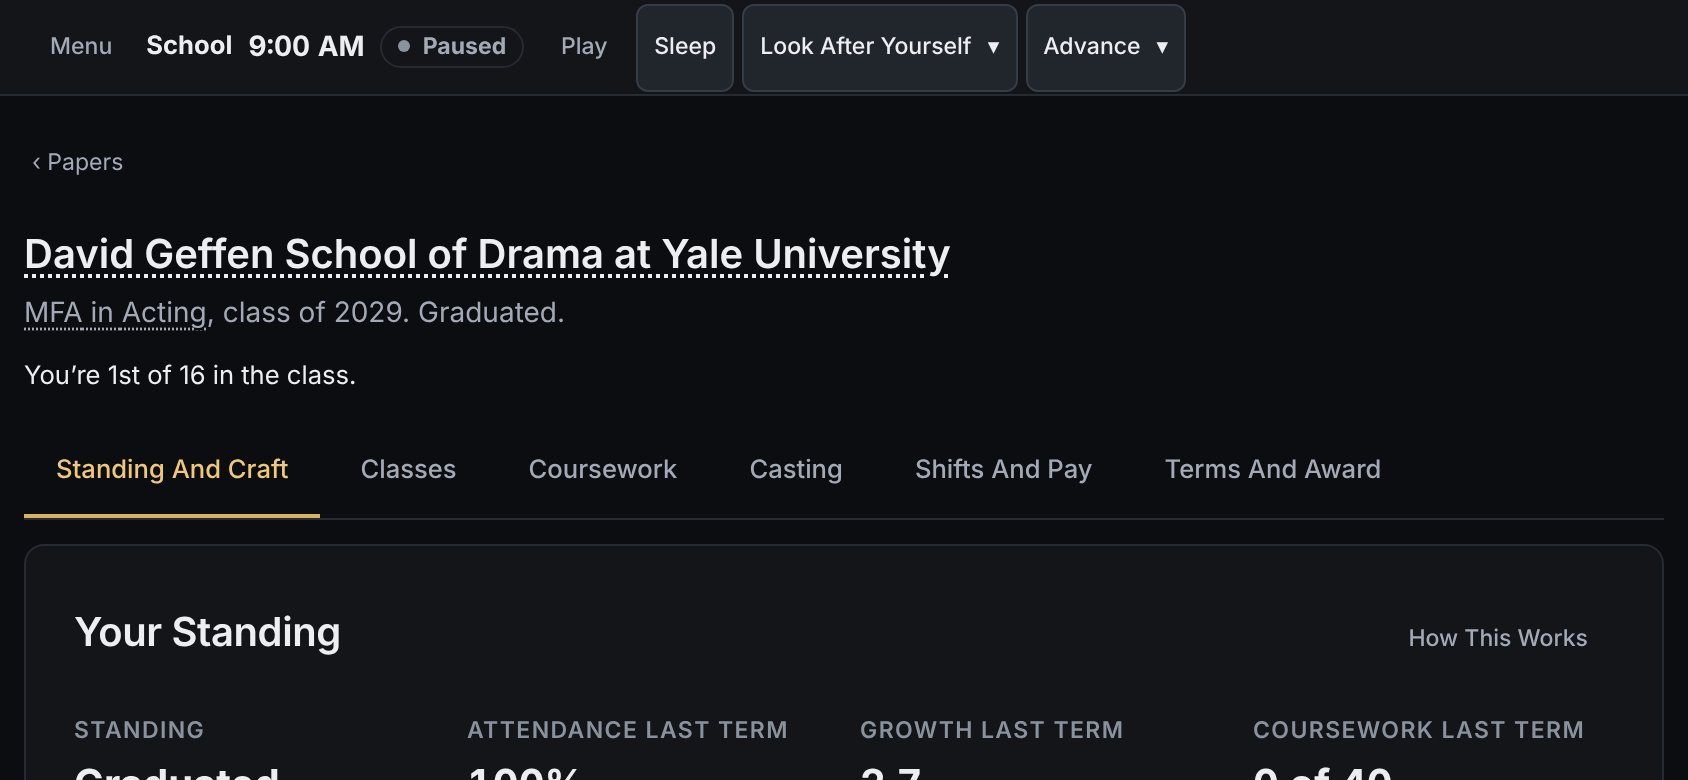 Menu School 9:00 AM Paused Play Sleep Look After Yourself ▼ Advance ▼
‹ Papers
David Geffen School of Drama at Yale University
MFA in Acting, class of 2029. Graduated.
You’re 1st of 16 in the class.
Standing And Craft Classes Coursework Casting Shifts And Pay Terms And Award
Your Standing How This Works
STANDING ATTENDANCE LAST TERM GROWTH LAST TERM COURSEWORK LAST TERM
Graduated 100%